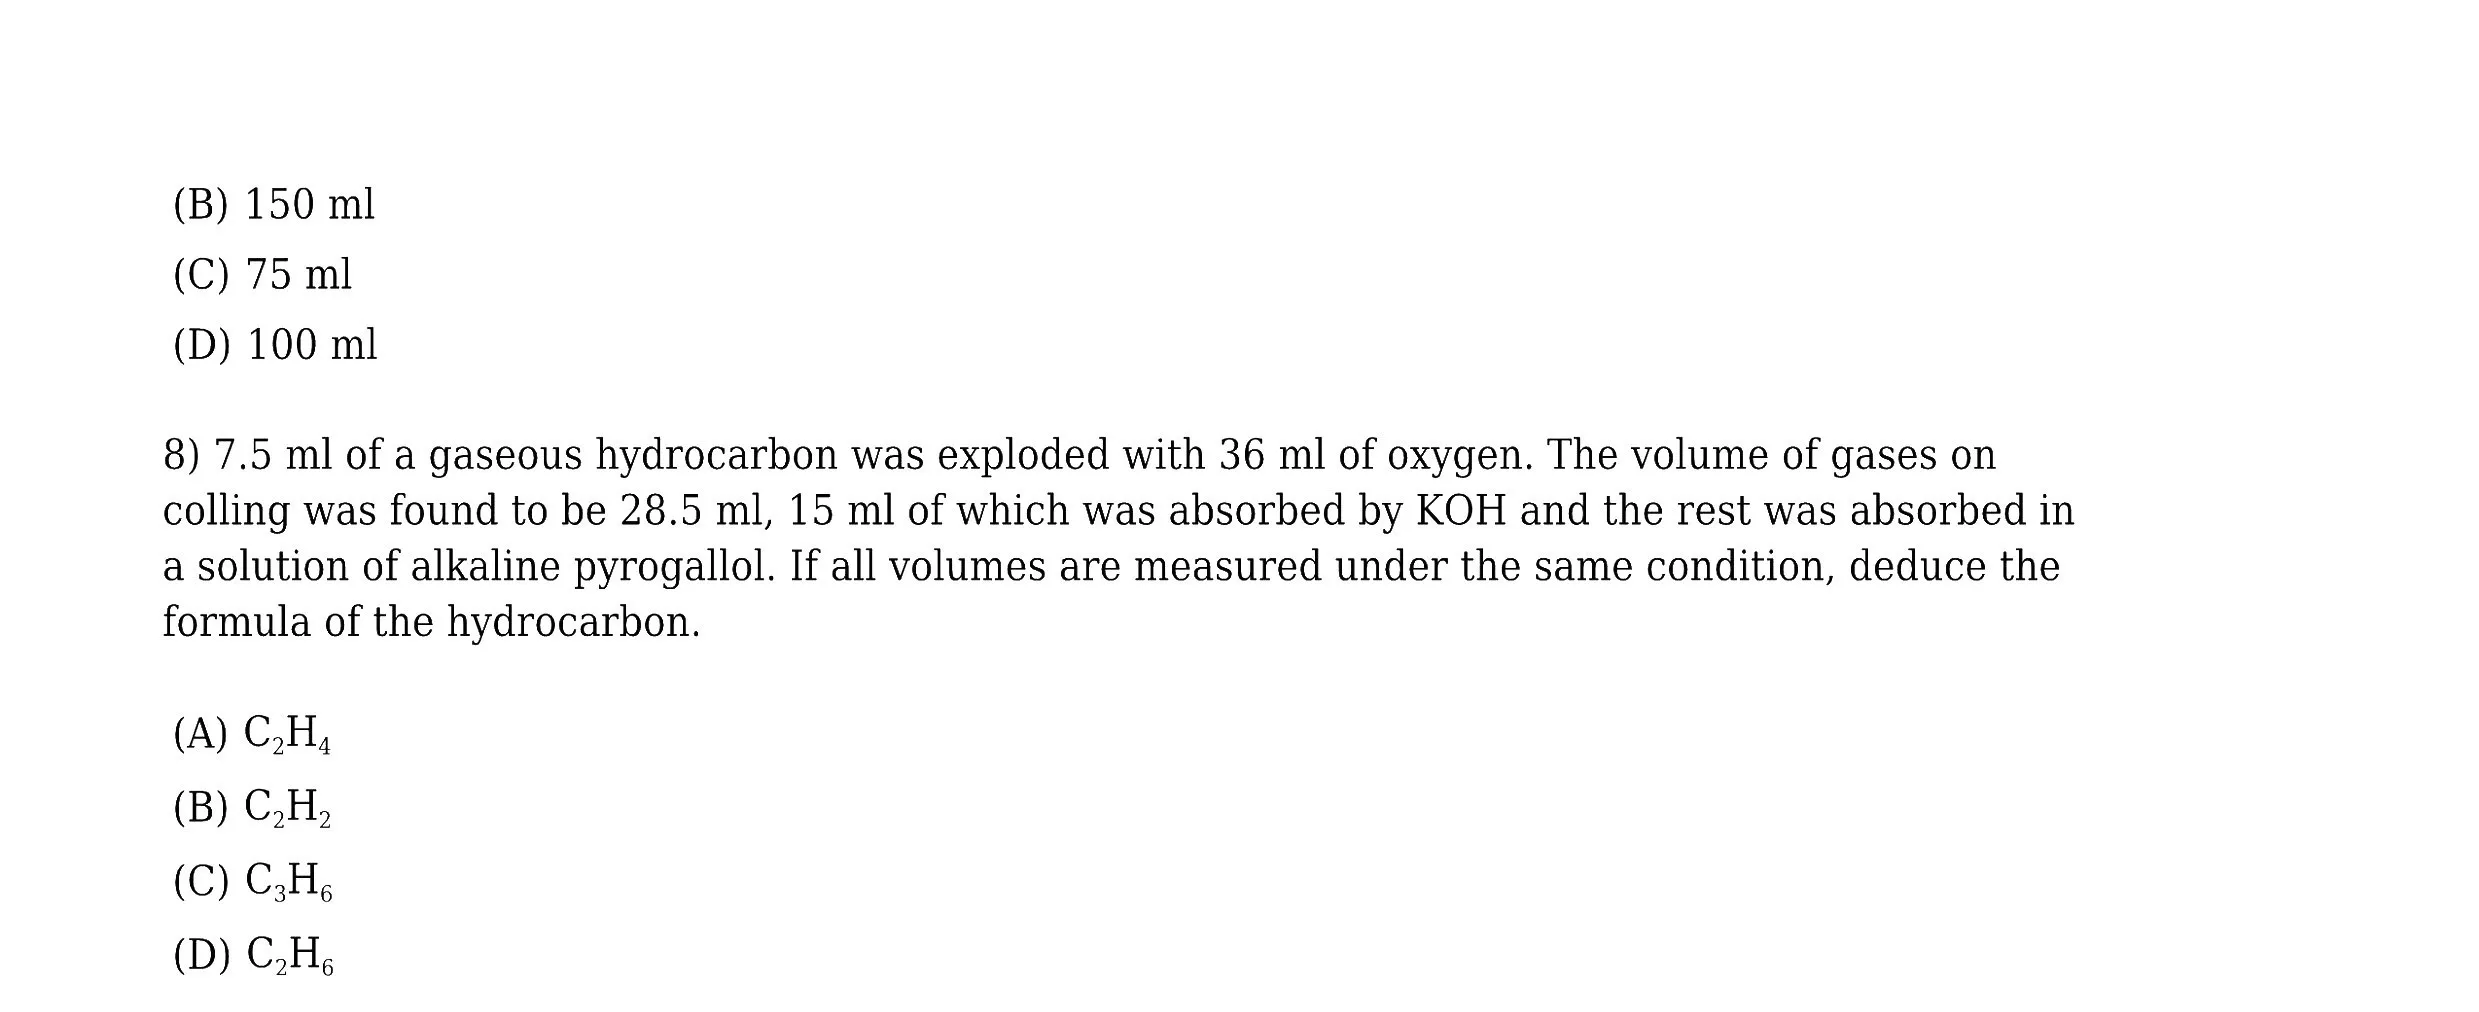 (B) 150 ml
(C) 75 ml
(D) 100 ml
8) 7.5 ml of a gaseous hydrocarbon was exploded with 36 ml of oxygen. The volume of gases on
colling was found to be 28.5 ml, 15 ml of which was absorbed by KOH and the rest was absorbed in
a solution of alkaline pyrogallol. If all volumes are measured under the same condition, deduce the
formula of the hydrocarbon.
(A) C₂H₄
(B) C₂H₂
(C) C₃H₆
(D) C₂H₆